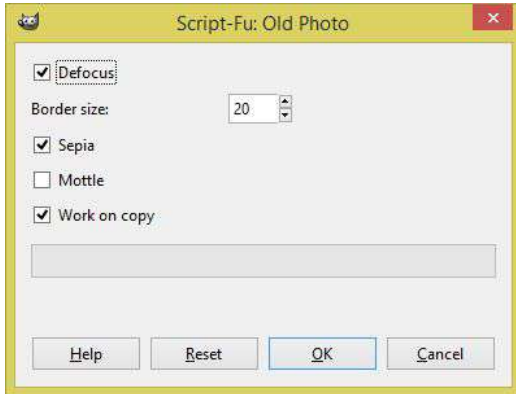 Script-Fu: Old Photo
Defocus
Border size: 20
Sepia
Mottle
Work on copy
Help Reset OK Cancel